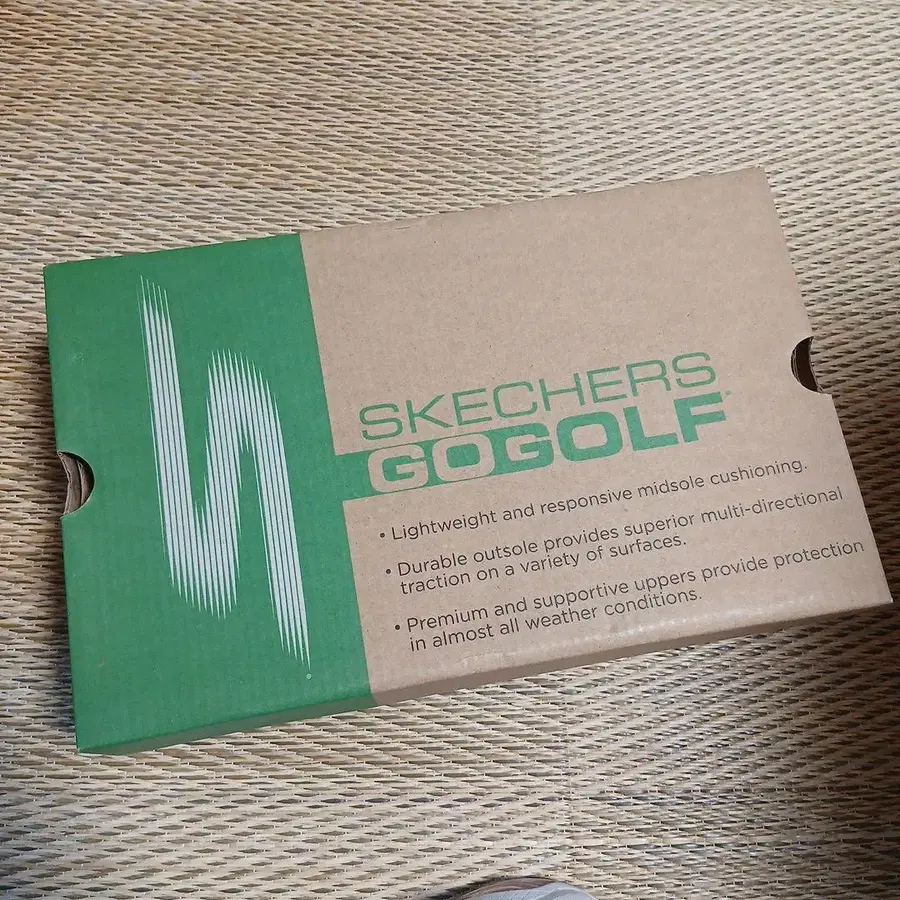 SKECHERS
GOGOLF
• Lightweight and responsive midsole cushioning.
• Durable outsole provides superior multi-directional
traction on a variety of surfaces.
• Premium and supportive uppers provide protection
in almost all weather conditions.